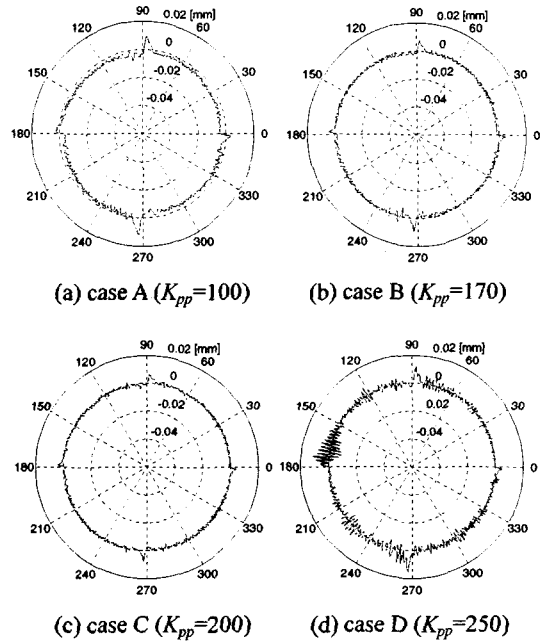 90 0.02 [mm]
120 60
0
150 -0.02 30
-0.04
180 0
210 330
240 300
270
(a) case A (Kpp=100)
90 0.02 [mm]
120 60
0
150 -0.02 30
-0.04
180 0
210 330
240 300
270
(b) case B (Kpp=170)
90 0.02 [mm]
120 60
0
150 -0.02 30
-0.04
180 0
210 330
240 300
270
(c) case C (Kpp=200)
90 0.02 [mm]
120 60
0
150 0.02 30
-0.04
180 0
210 330
240 300
270
(d) case D (Kpp=250)